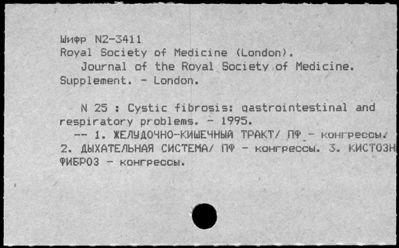 Шифр N2-3411
Royal Society of Medicine (London).
Journal of the Royal Society of Medicine.
Supplement. - London.
N 25 : Cystic fibrosis: gastrointestinal and
respiratory problems. - 1995.
-- 1. ЖЕЛУДОЧНО-КИШЕЧНЫЙ ТРАКТ/ ПФ - конгрессы.
2. ДЫХАТЕЛЬНАЯ СИСТЕМА/ ПФ - конгрессы. 3. КИСТОЗН
ФИБРОЗ - конгрессы.